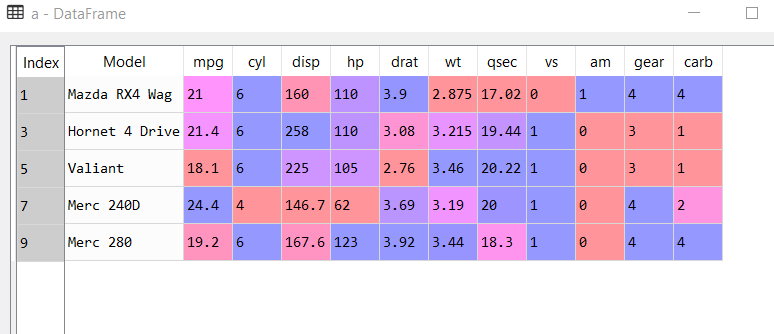 a - DataFrame
Index Model mpg cyl disp hp drat wt qsec vs am gear carb
1 Mazda RX4 Wag 21 6 160 110 3.9 2.875 17.02 0 1 4 4
3 Hornet 4 Drive 21.4 6 258 110 3.08 3.215 19.44 1 0 3 1
5 Valiant 18.1 6 225 105 2.76 3.46 20.22 1 0 3 1
7 Merc 240D 24.4 4 146.7 62 3.69 3.19 20 1 0 4 2
9 Merc 280 19.2 6 167.6 123 3.92 3.44 18.3 1 0 4 4